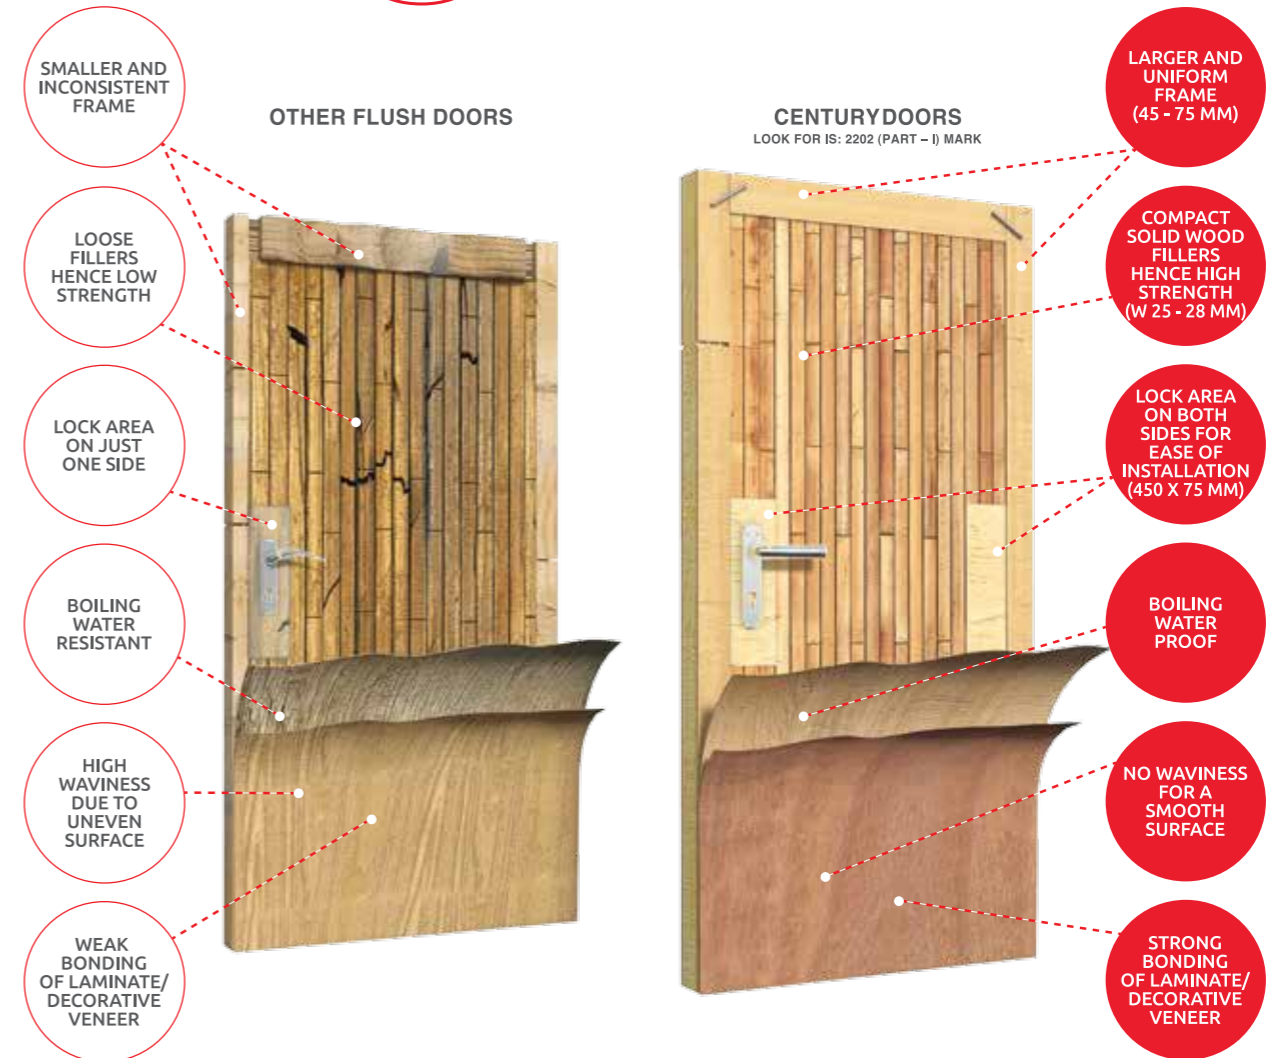 SMALLER AND
INCONSISTENT
FRAME
LOOSE
FILLERS
HENCE LOW
STRENGTH
LOCK AREA
ON JUST
ONE SIDE
BOILING
WATER
RESISTANT
HIGH
WAVINESS
DUE TO
UNEVEN
SURFACE
WEAK
BONDING
OF LAMINATE/
DECORATIVE
VENEER
OTHER FLUSH DOORS
CENTURYDOORS
LOOK FOR IS: 2202 (PART – I) MARK
LARGER AND
UNIFORM
FRAME
(45 - 75 MM)
COMPACT
SOLID WOOD
FILLERS
HENCE HIGH
STRENGTH
(W 25 - 28 MM)
LOCK AREA
ON BOTH
SIDES FOR
EASE OF
INSTALLATION
(450 X 75 MM)
BOILING
WATER
PROOF
NO WAVINESS
FOR A
SMOOTH
SURFACE
STRONG
BONDING
OF LAMINATE/
DECORATIVE
VENEER